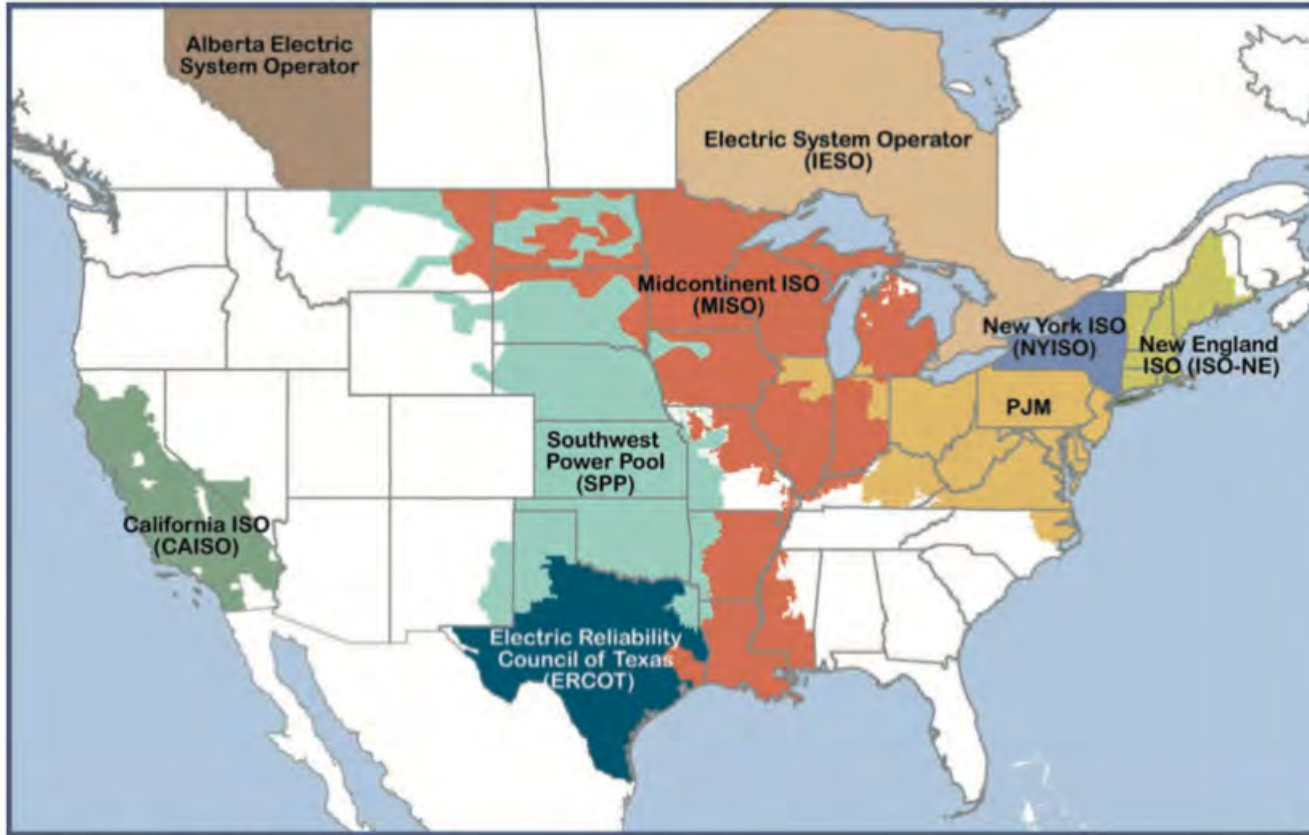 Alberta Electric
System Operator
Electric System Operator
(IESO)
Midcontinent ISO
(MISO)
New York ISO
(NYISO)
New England
ISO (ISO-NE)
PJM
Southwest
Power Pool
(SPP)
California ISO
(CAISO)
Electric Reliability
Council of Texas
(ERCOT)